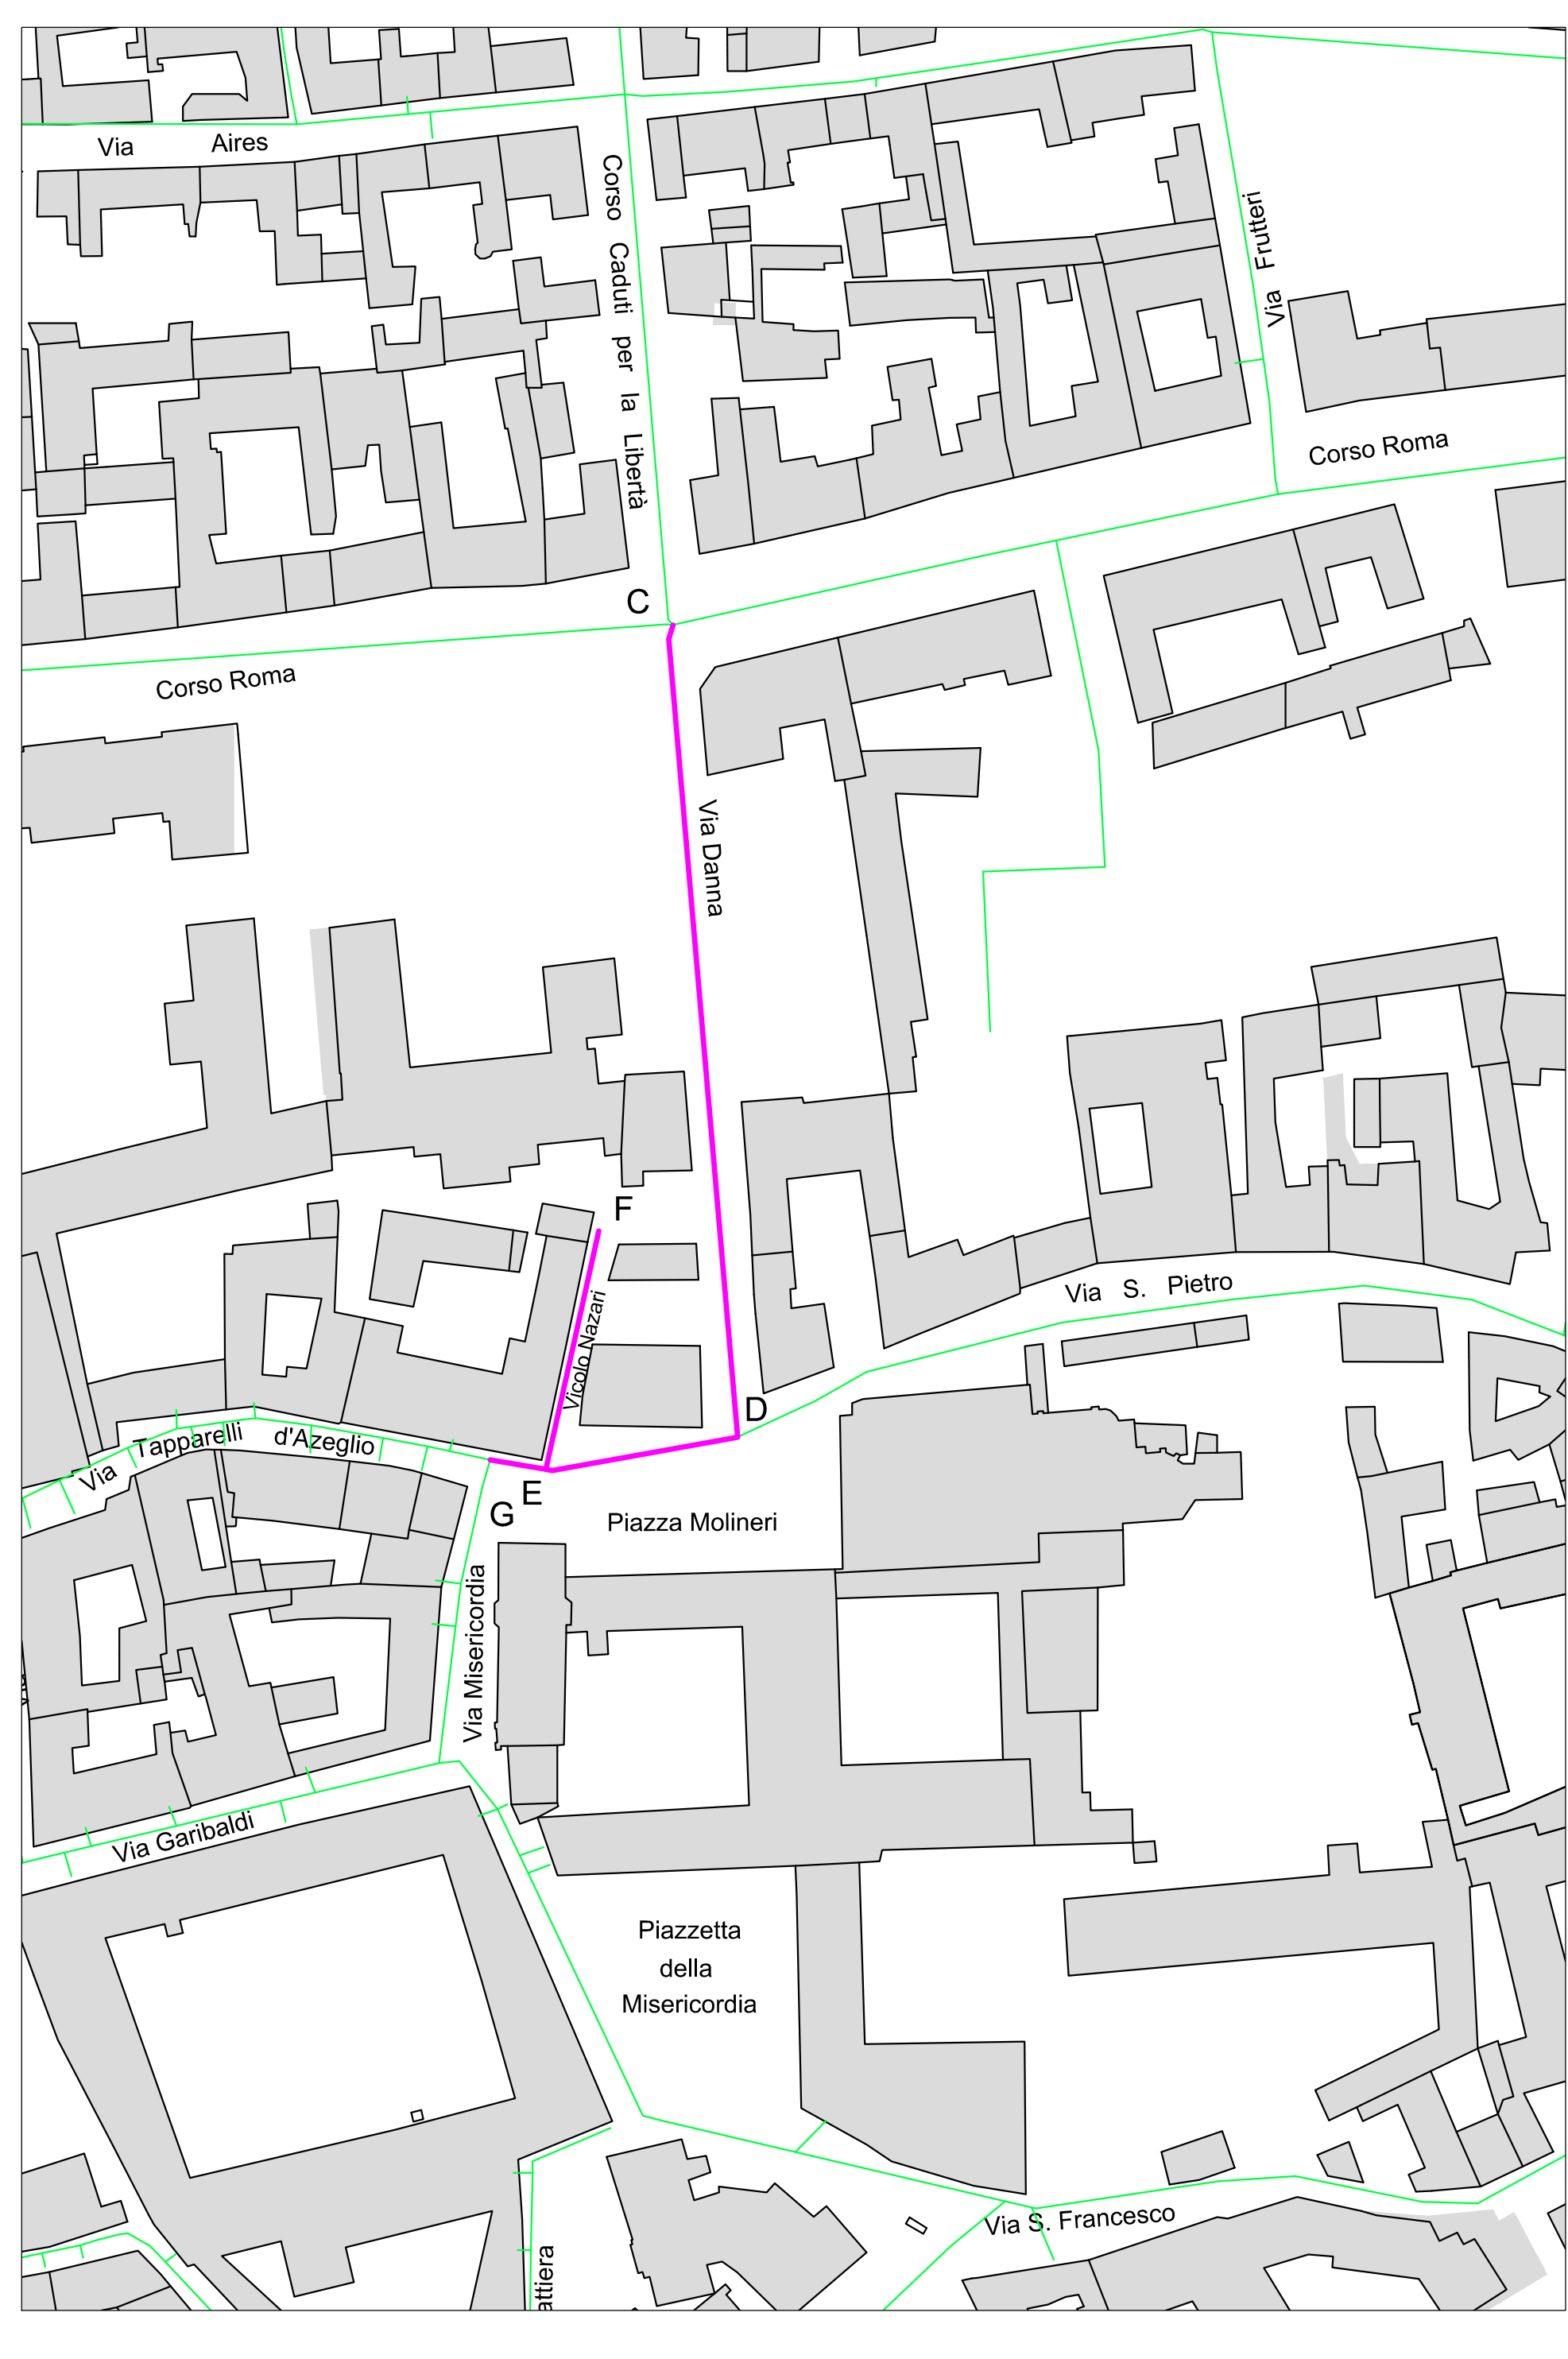 Via Aires
Corso Caduti per la Libertà
Via Frutteri
Corso Roma
C
Corso Roma
Via Danna
F
Vicolo Nazari
Via S. Pietro
D
Via Tapparelli d'Azeglio
E
G
Piazza Molineri
Via Misericordia
Via Garibaldi
Piazzetta
della
Misericordia
Via S. Francesco
attiera